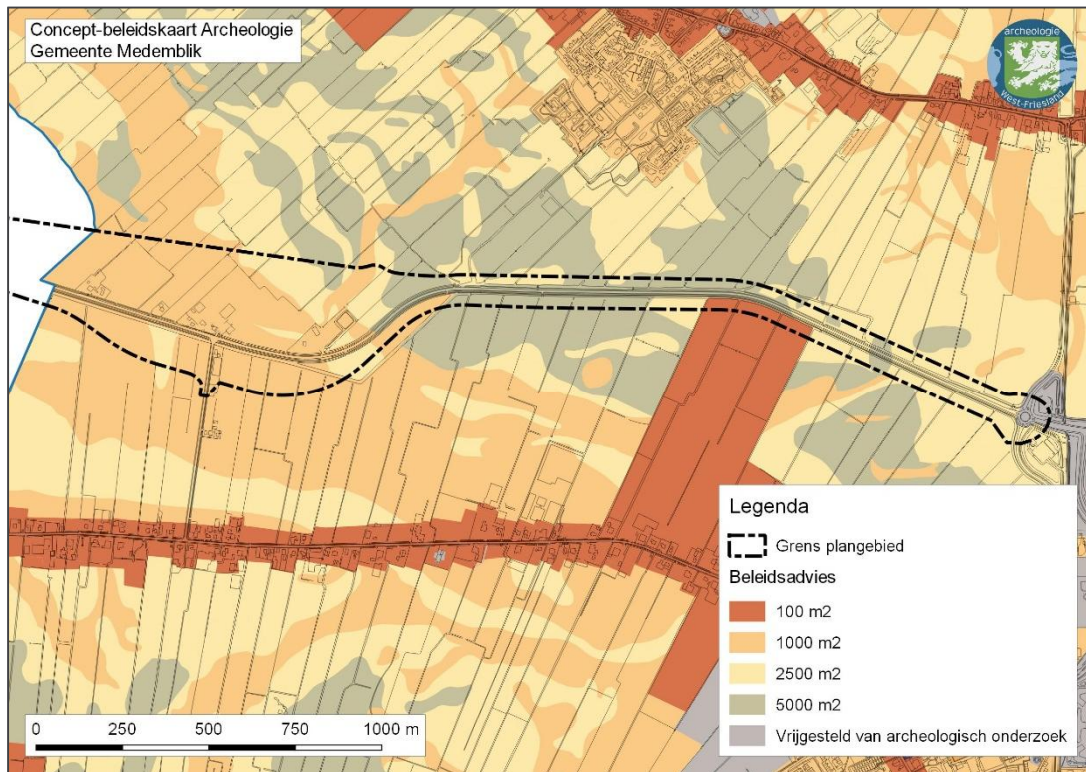 Concept-beleidskaart Archeologie
Gemeente Medemblik
archeologie
West-Friesland
Legenda
Grens plangebied
Beleidsadvies
100 m2
1000 m2
2500 m2
5000 m2
Vrijgesteld van archeologisch onderzoek
0 250 500 750 1000 m